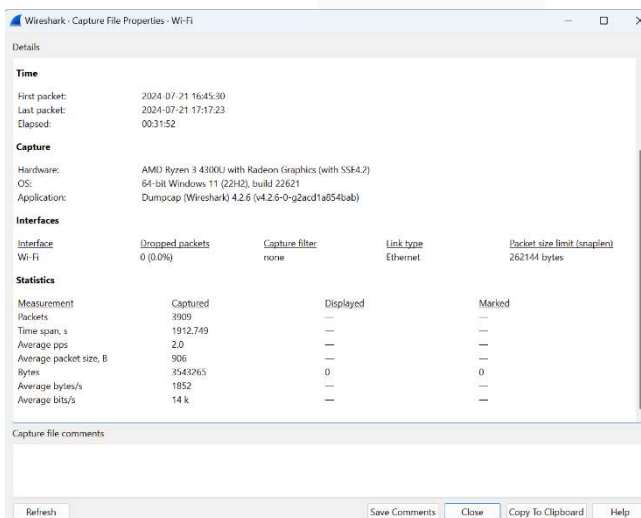 Wireshark · Capture File Properties · Wi-Fi
Details
Time
First packet: 2024-07-21 16:45:30
Last packet: 2024-07-21 17:17:23
Elapsed: 00:31:52
Capture
Hardware: AMD Ryzen 3 4300U with Radeon Graphics (with SSE4.2)
OS: 64-bit Windows 11 (22H2), build 22621
Application: Dumpcap (Wireshark) 4.2.6 (v4.2.6-0-g2acd1a854bab)
Interfaces
Interface Dropped packets Capture filter Link type Packet size limit (snaplen)
Wi-Fi 0 (0.0%) none Ethernet 262144 bytes
Statistics
Measurement Captured Displayed Marked
Packets 3909 — —
Time span, s 1912.749 — —
Average pps 2.0 — —
Average packet size, B 906 — —
Bytes 3543265 0 0
Average bytes/s 1852 — —
Average bits/s 14 k — —
Capture file comments
Refresh Save Comments Close Copy To Clipboard Help